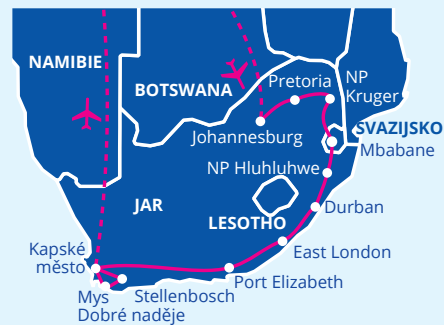 NAMIBIE
BOTSWANA
Pretoria
NP
Kruger
Johannesburg
SVAZIJSKO
Mbabane
NP Hluhluwe
JAR
LESOTHO
Durban
Kapské
město
East London
Port Elizabeth
Stellenbosch
Mys
Dobré naděje